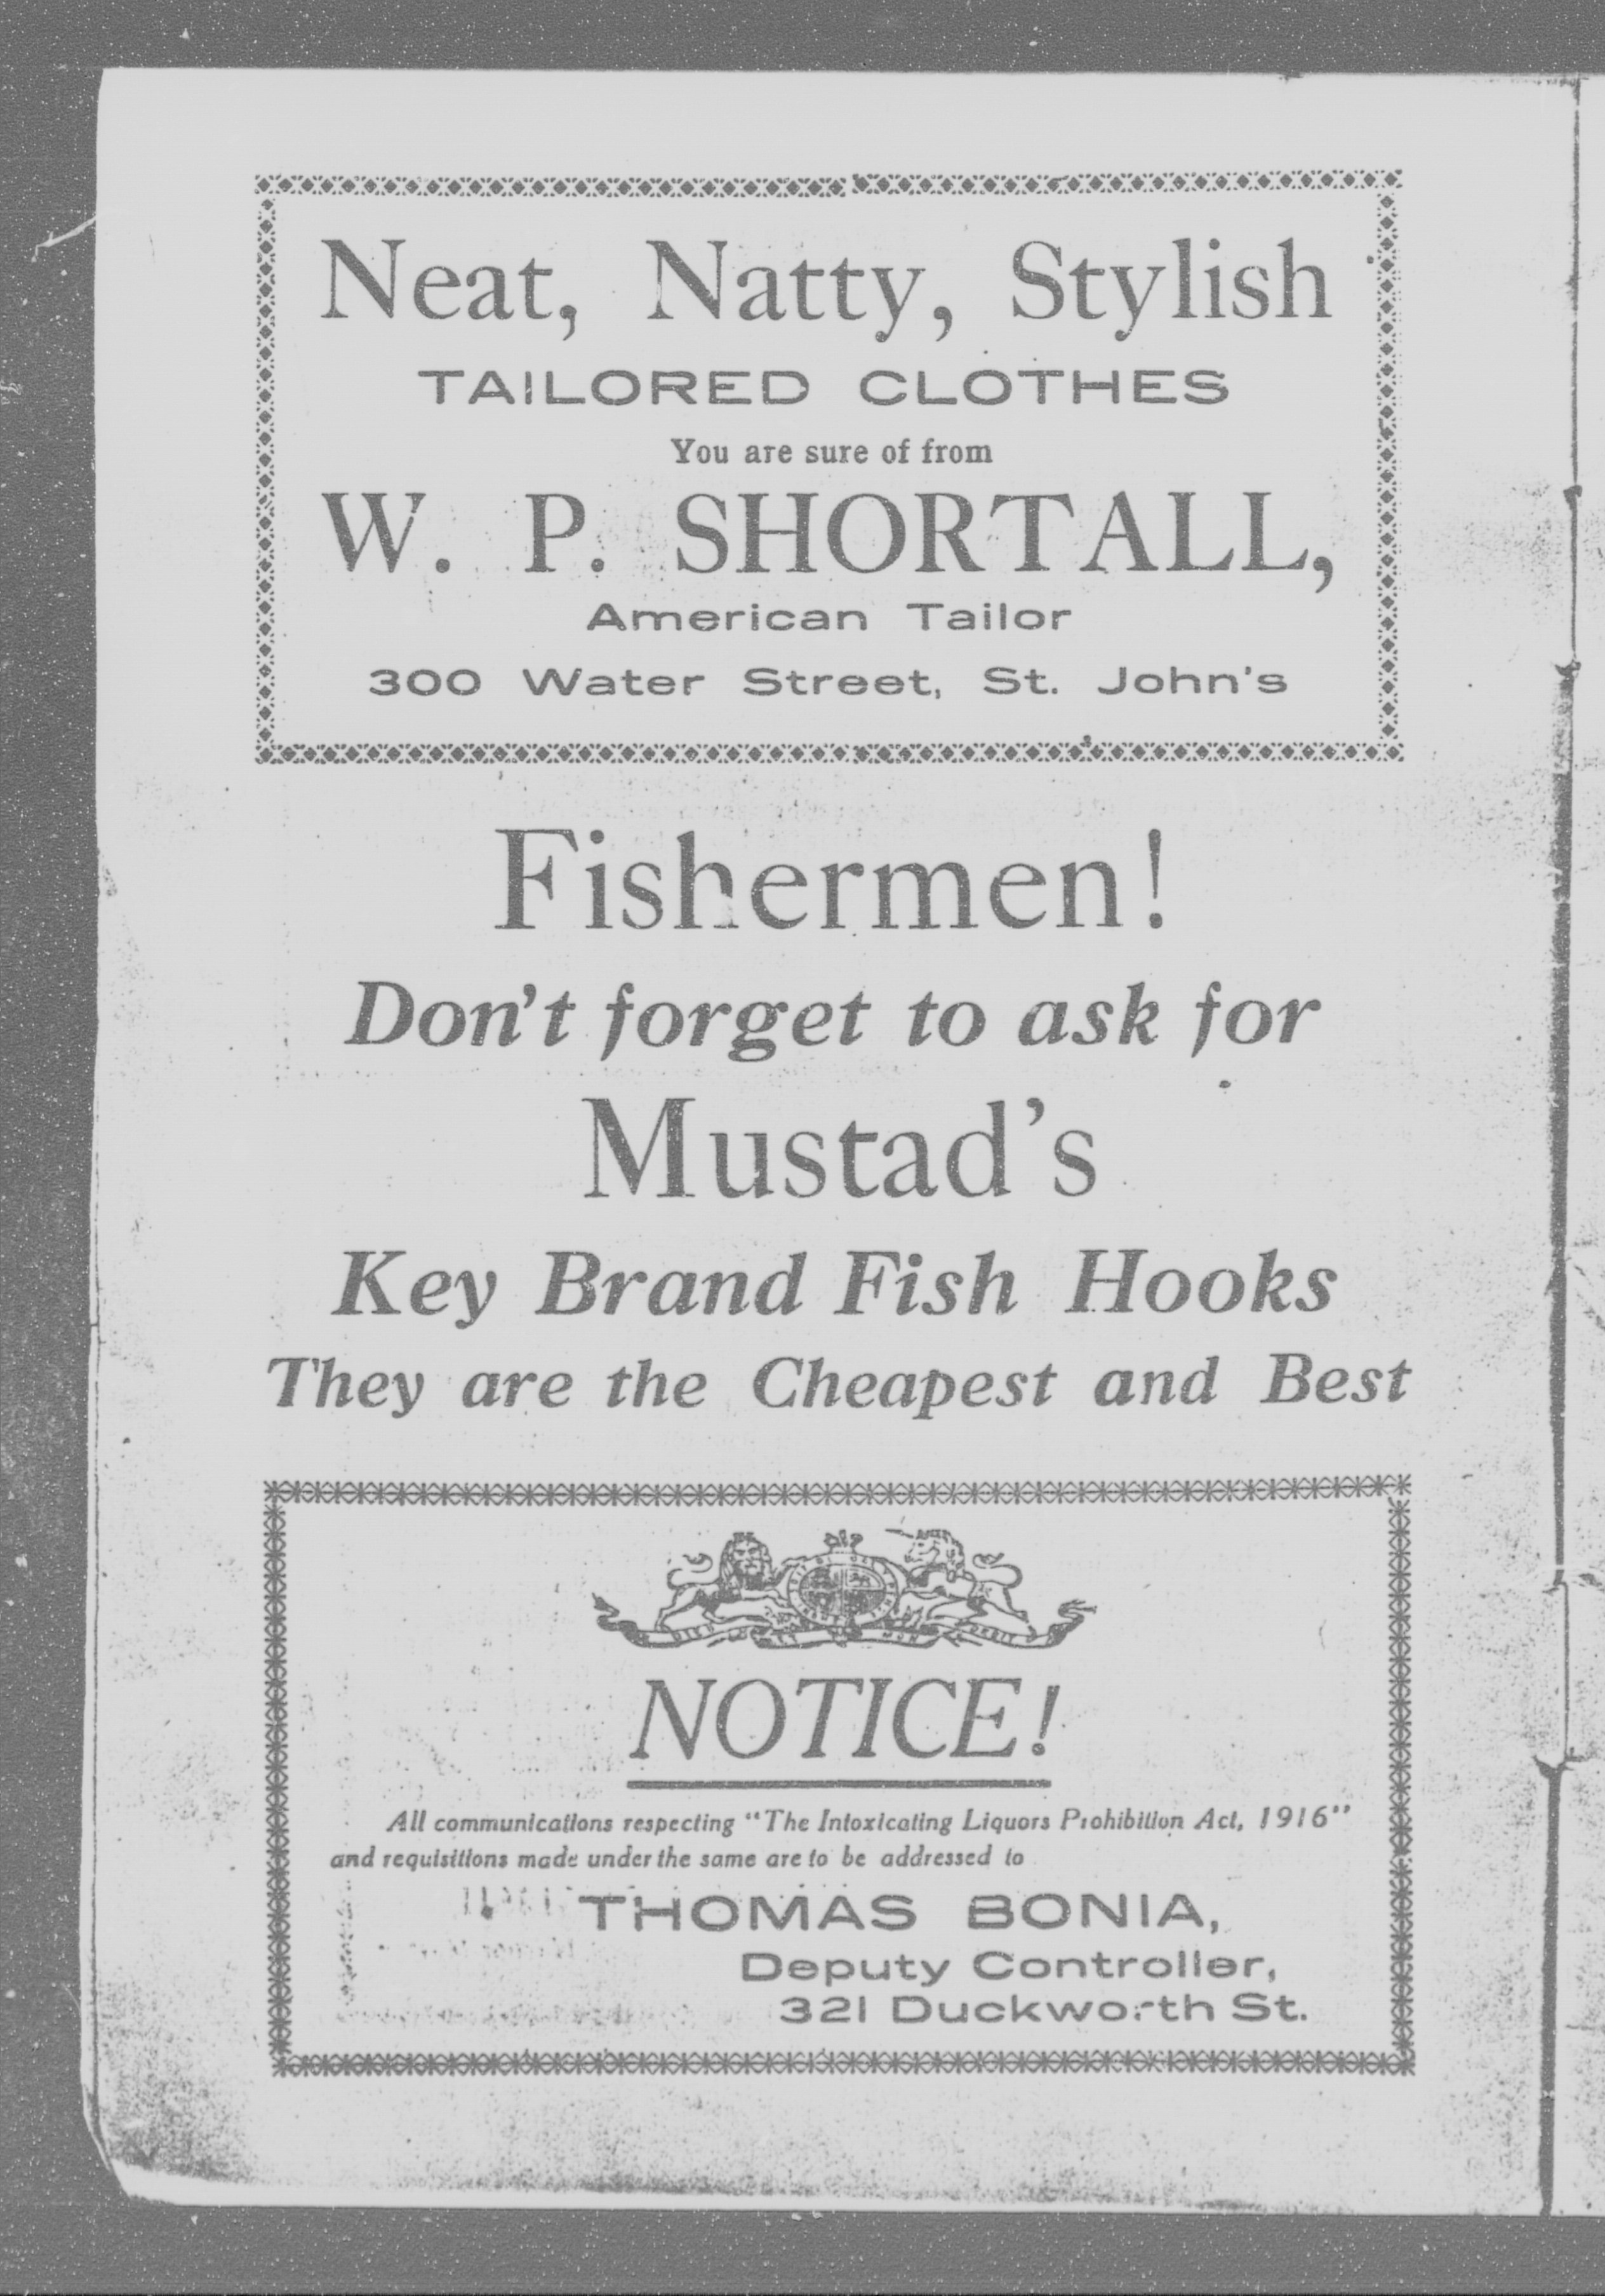 Neat, Natty, Stylish
TAILORED CLOTHES
You are sure of from
W. P. SHORTALL,
American Tailor
300 Water Street, St. John's
Fishermen!
Don't forget to ask for
Mustad's
Key Brand Fish Hooks
They are the Cheapest and Best
NOTICE!
All communications respecting "The Intoxicating Liquors Prohibition Act, 1916"
and requisitions made under the same are to be addressed to
THOMAS BONIA,
Deputy Controller,
321 Duckworth St.